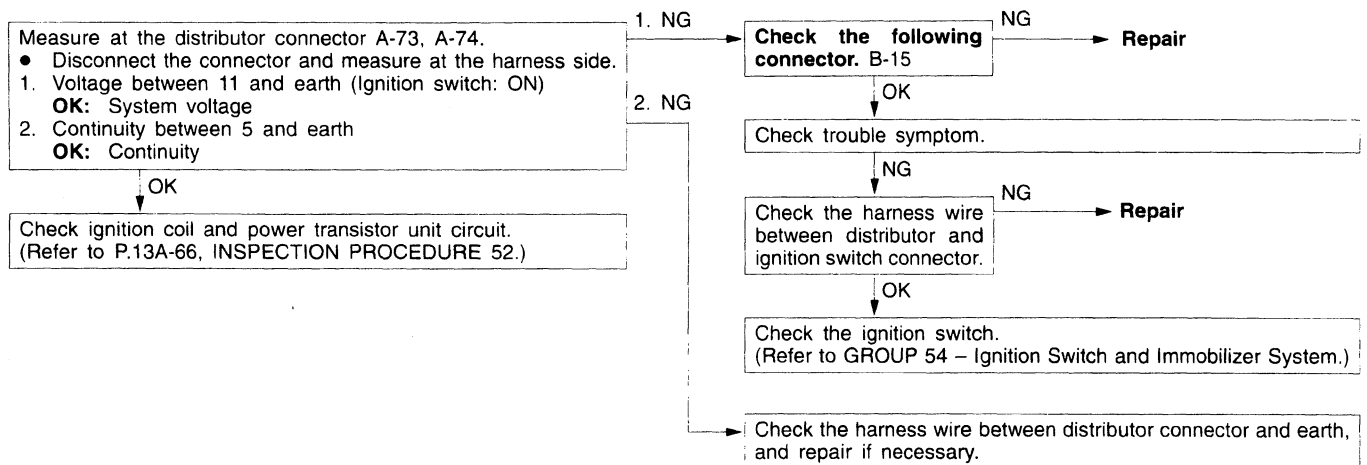 Measure at the distributor connector A-73, A-74.
● Disconnect the connector and measure at the harness side.
1. Voltage between 11 and earth (Ignition switch: ON)
OK: System voltage
2. Continuity between 5 and earth
OK: Continuity
OK
Check ignition coil and power transistor unit circuit.
(Refer to P.13A-66, INSPECTION PROCEDURE 52.)
1. NG
2. NG
Check the following
connector. B-15
NG
Repair
OK
Check trouble symptom.
NG
Check the harness wire
between distributor and
ignition switch connector.
NG
Repair
OK
Check the ignition switch.
(Refer to GROUP 54 – Ignition Switch and Immobilizer System.)
Check the harness wire between distributor connector and earth,
and repair if necessary.